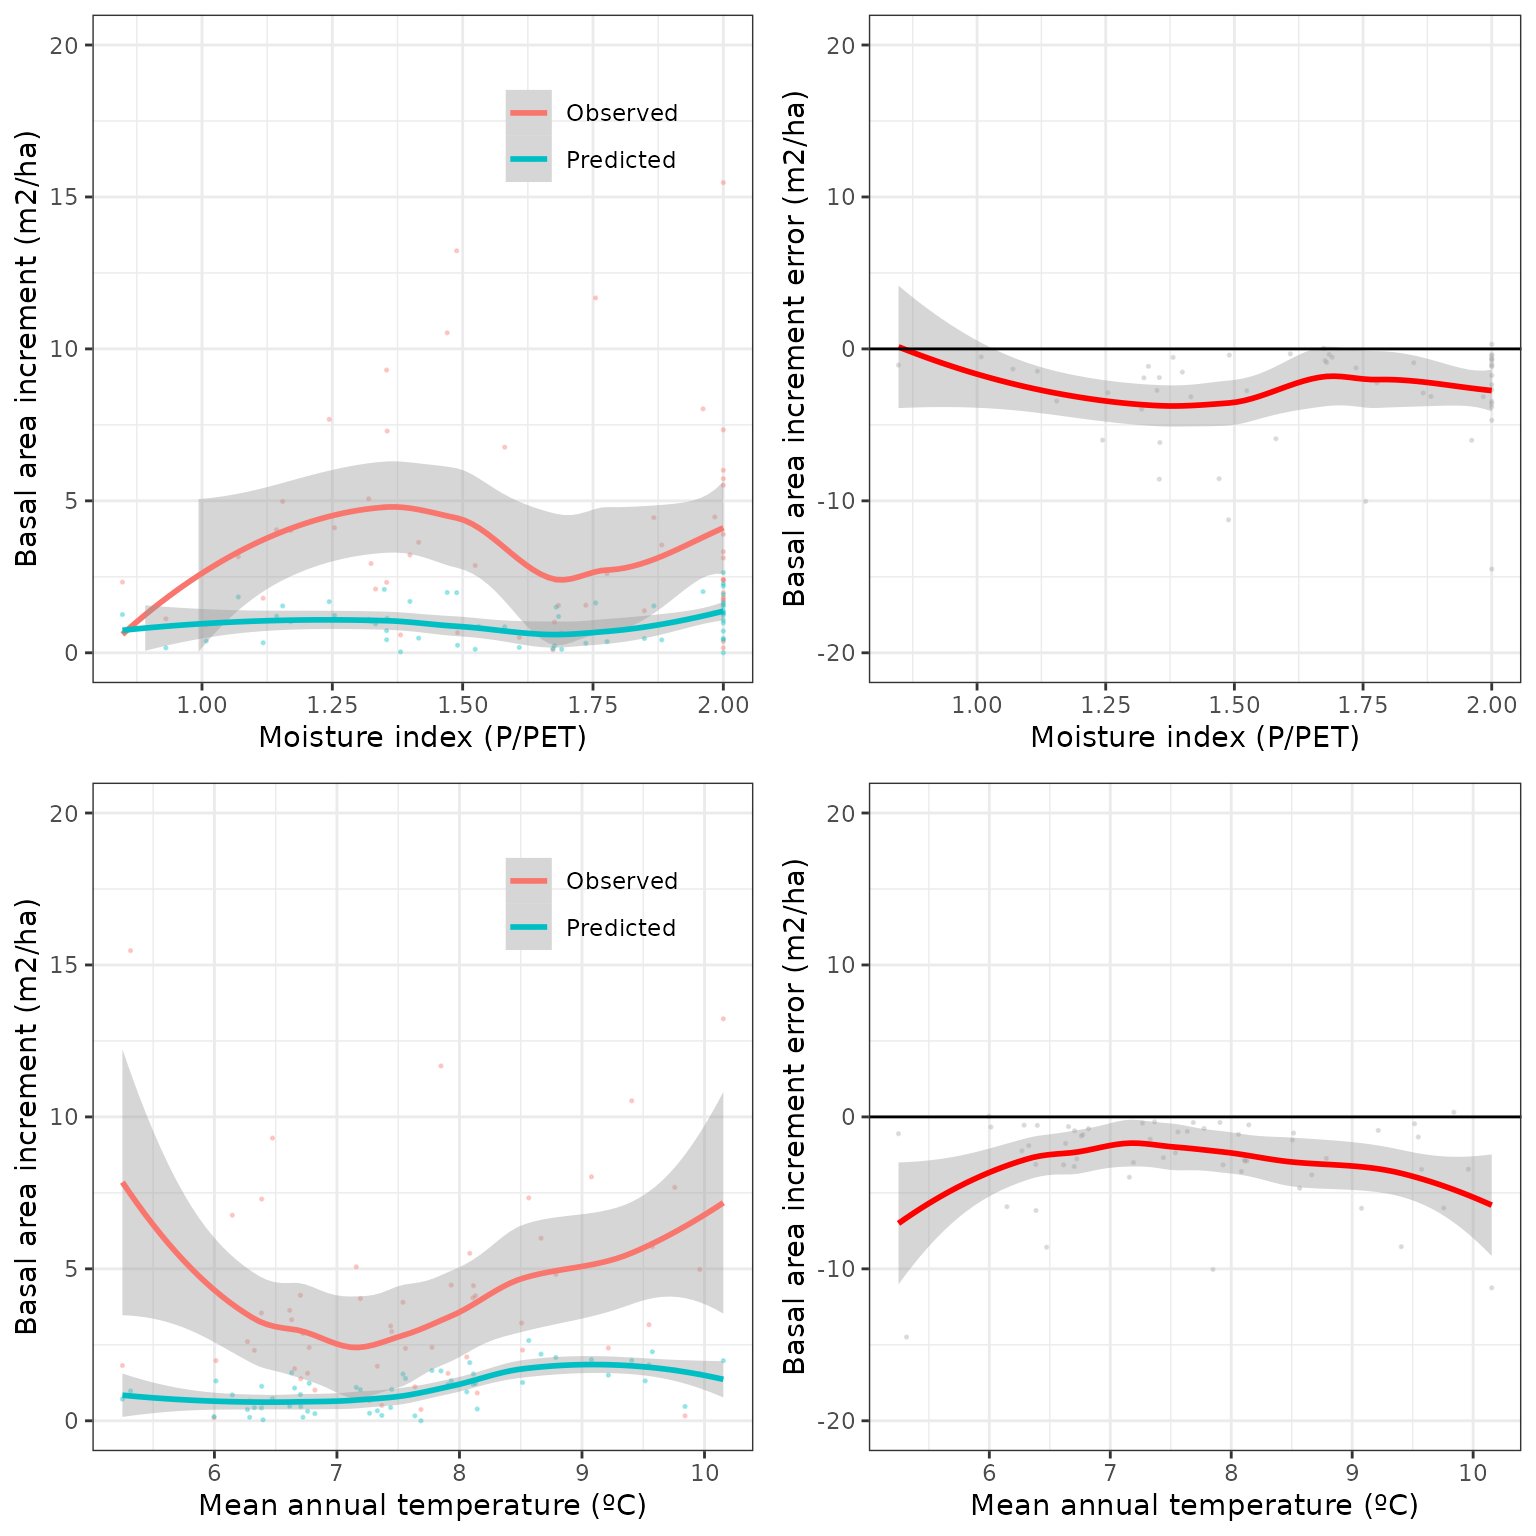 20
15
10
5
0
Basal area increment (m2/ha)
Observed
Predicted
1.00 1.25 1.50 1.75 2.00
Moisture index (P/PET)
20
10
0
-10
-20
Basal area increment error (m2/ha)
1.00 1.25 1.50 1.75 2.00
Moisture index (P/PET)
20
15
10
5
0
Basal area increment (m2/ha)
Observed
Predicted
6 7 8 9 10
Mean annual temperature (ºC)
20
10
0
-10
-20
Basal area increment error (m2/ha)
6 7 8 9 10
Mean annual temperature (ºC)